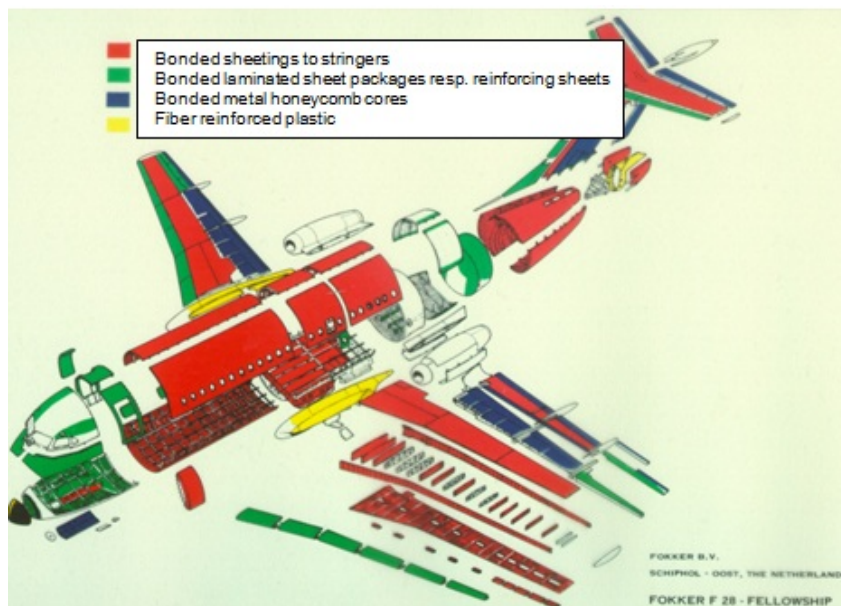 Bonded sheetings to stringers
Bonded laminated sheet packages resp. reinforcing sheets
Bonded metal honeycomb cores
Fiber reinforced plastic
FOKKER B.V.
SCHIPHOL - OOST, THE NETHERLAND
FOKKER F 28 - FELLOWSHIP